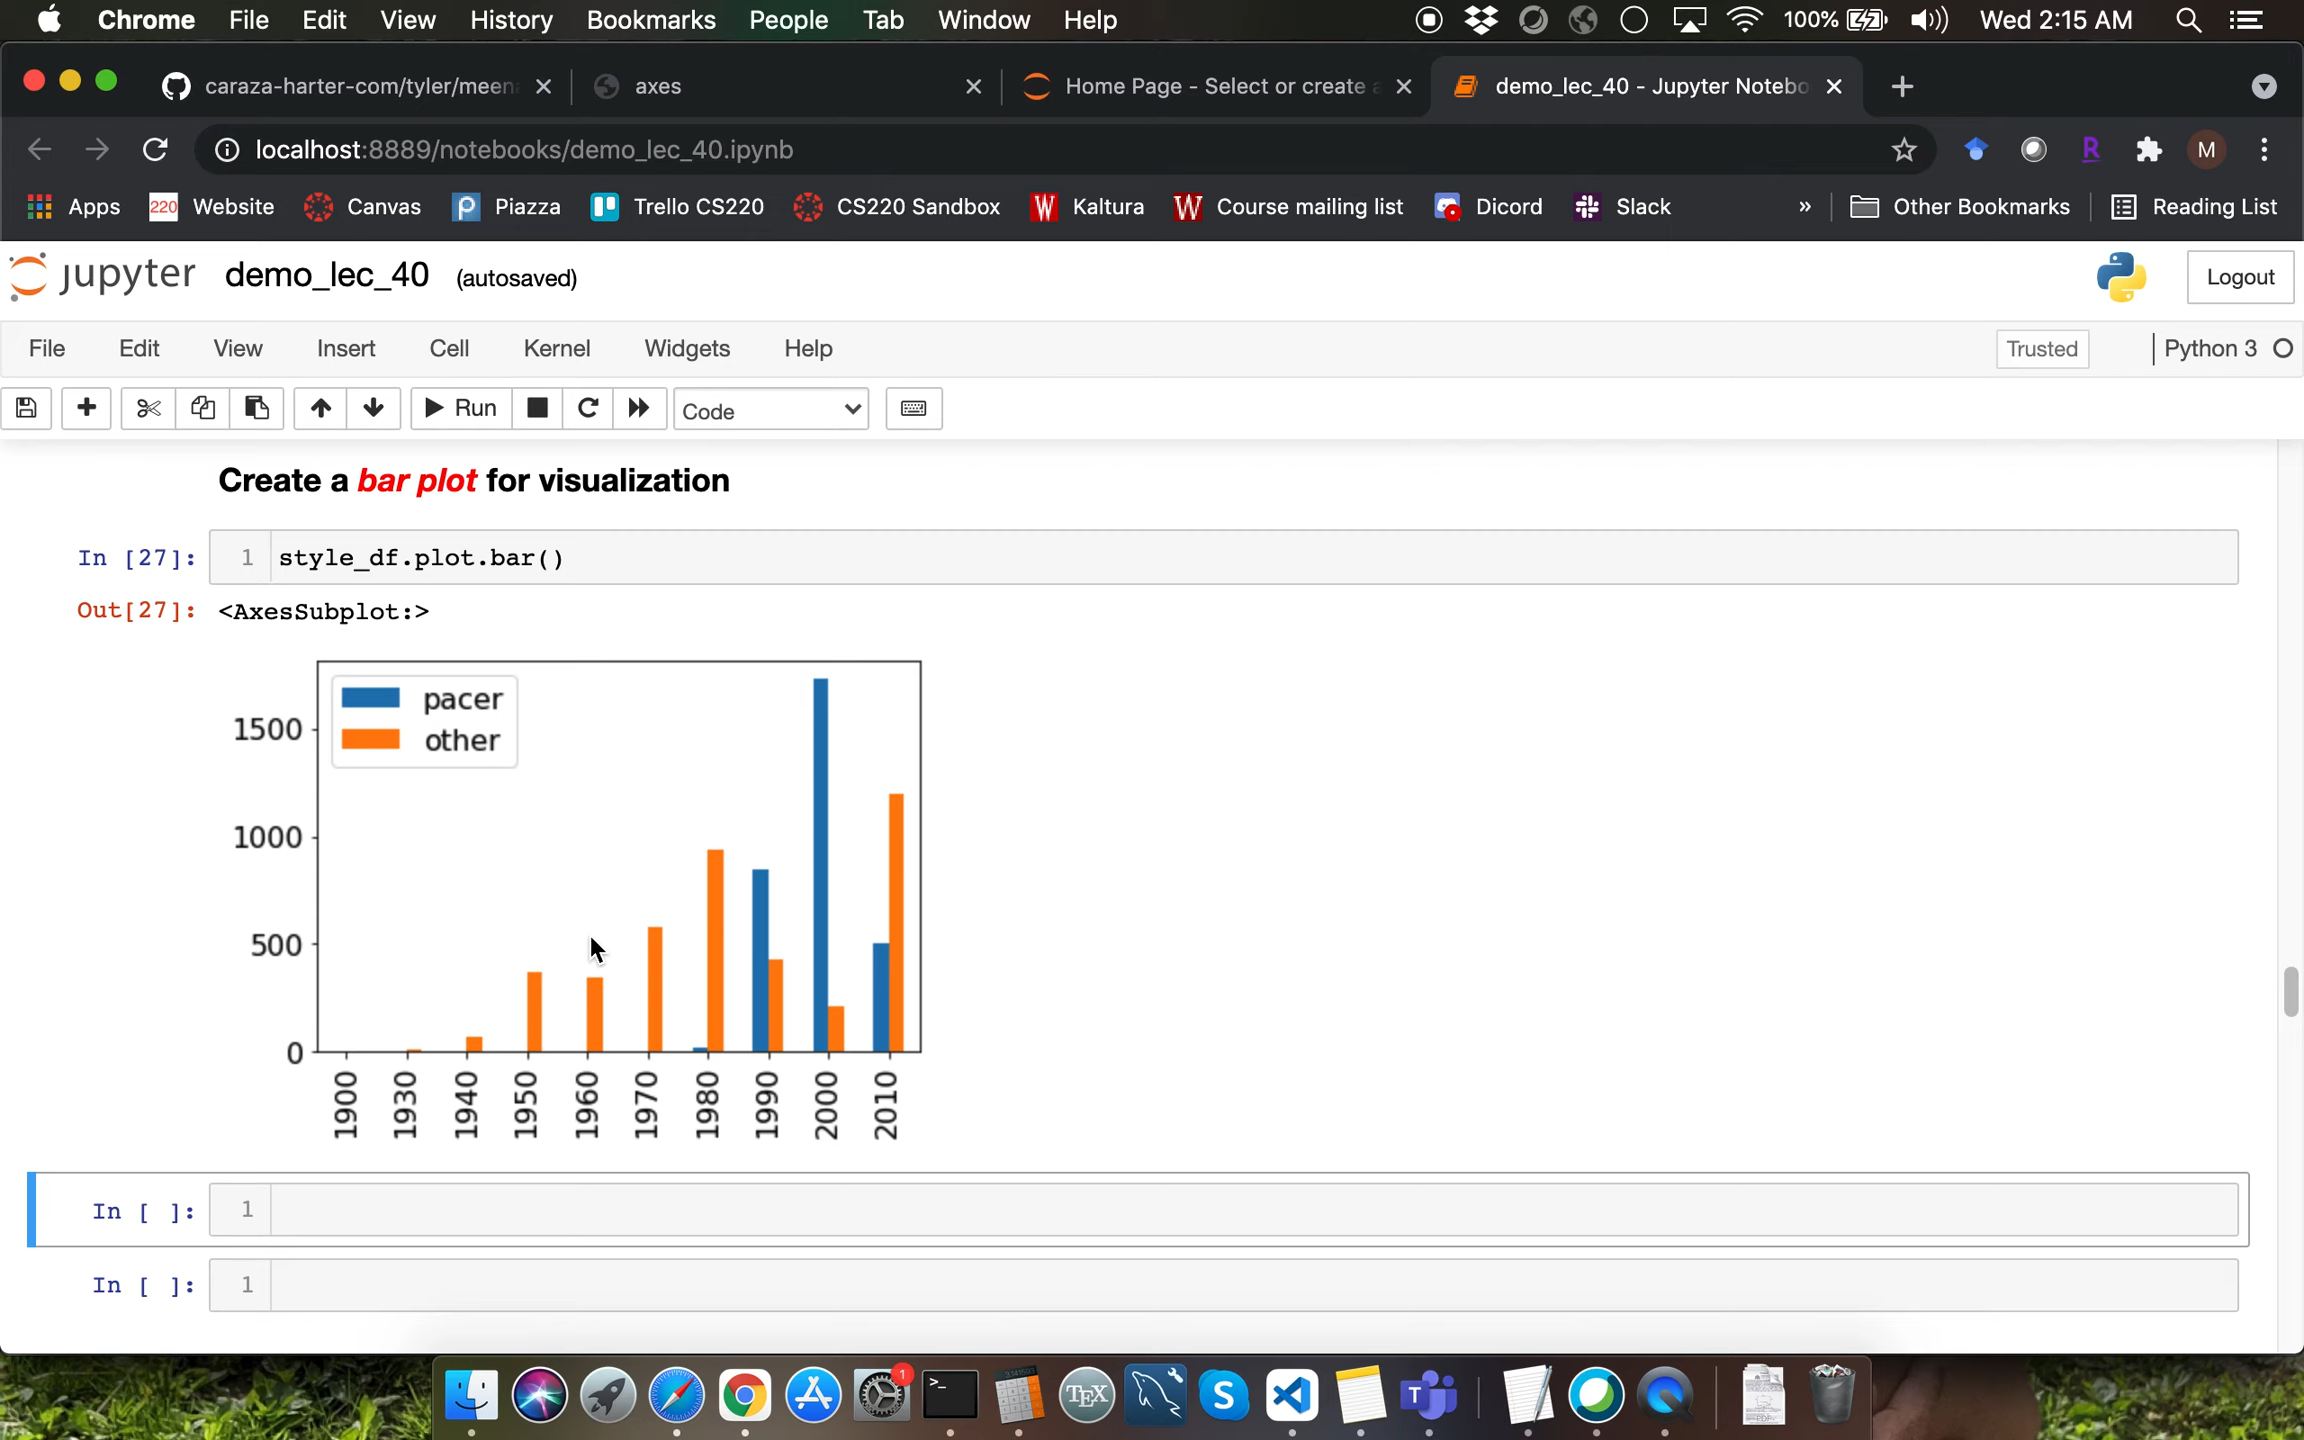 Chrome File Edit View History Bookmarks People Tab Window Help 100% Wed 2:15 AM
caraza-harter-com/tyler/meen axes Home Page - Select or create a demo_lec_40 - Jupyter Notebo
localhost:8889/notebooks/demo_lec_40.ipynb M
Apps 220 Website Canvas Piazza Trello CS220 CS220 Sandbox Kaltura Course mailing list Dicord Slack » Other Bookmarks Reading List
jupyter demo_lec_40 (autosaved) Logout
File Edit View Insert Cell Kernel Widgets Help Trusted Python 3
Run Code
Create a bar plot for visualization
In [27]: 1 style_df.plot.bar()
Out[27]: <AxesSubplot:>
pacer
other
1500
1000
500
0
1900 1930 1940 1950 1960 1970 1980 1990 2000 2010
In [ ]: 1
In [ ]: 1